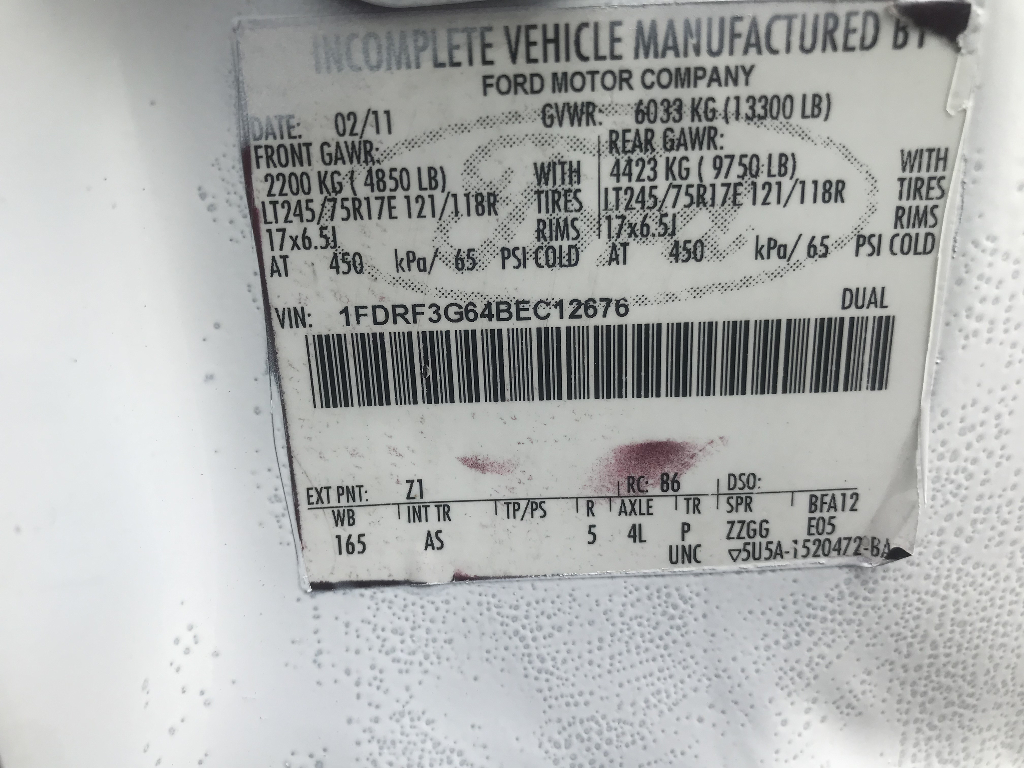 INCOMPLETE VEHICLE MANUFACTURED BY
FORD MOTOR COMPANY
DATE: 02/11 GVWR: 6033 KG (13300 LB)
FRONT GAWR: REAR GAWR:
2200 KG ( 4850 LB) WITH 4423 KG ( 9750 LB) WITH
LT245/75R17E 121/118R TIRES LT245/75R17E 121/118R TIRES
17x6.5J RIMS 17x6.5J RIMS
AT 450 kPa/ 65 PSI COLD AT 450 kPa/ 65 PSI COLD
VIN: 1FDRF3G64BEC12676 DUAL
EXT PNT: Z1 RC: 86 DSO:
WB INT TR TP/PS R AXLE TR SPR BFA12
165 AS 5 4L P ZZGG E05
UNC ▽5U5A-1520472-BA